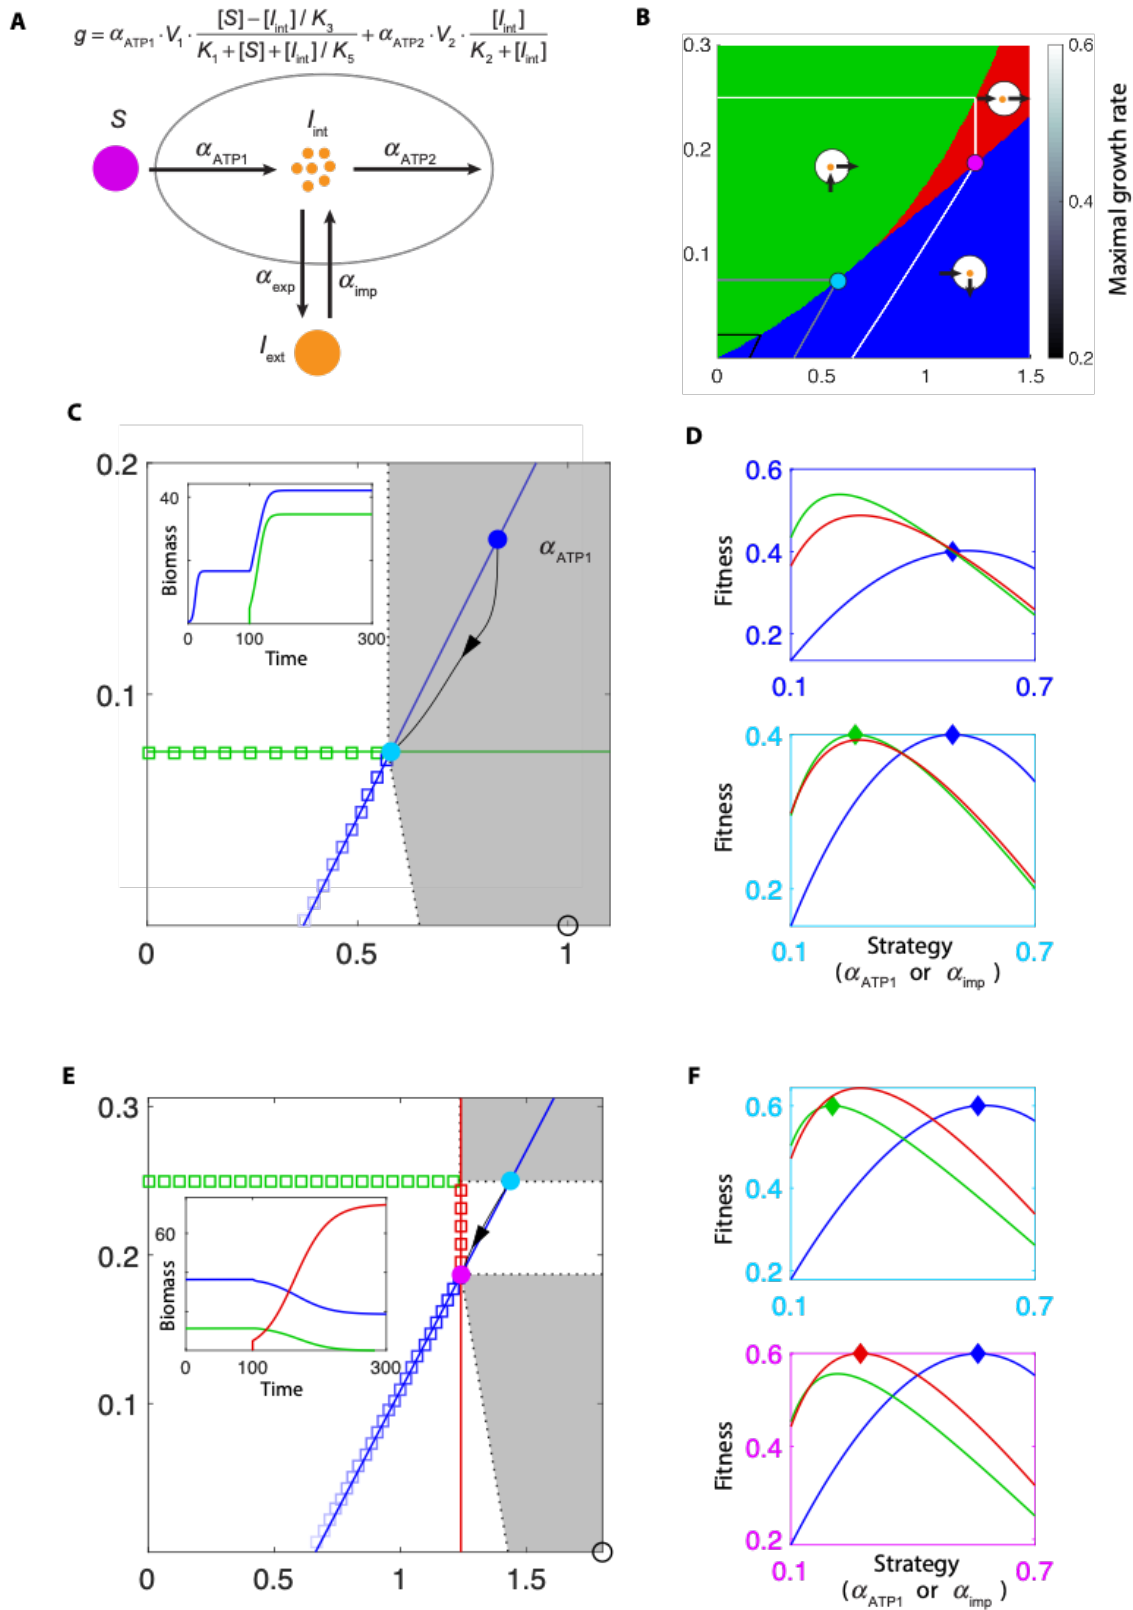 A
g = α_ATP1 · V_1 · ([S] − [I_int] / K_3) / (K_1 + [S] + [I_int] / K_5) + α_ATP2 · V_2 · [I_int] / (K_2 + [I_int])
S
I_int
α_ATP1
α_ATP2
α_exp
α_imp
I_ext
B
0.3
0.2
0.1
0
0.5
1
1.5
0.6
0.4
0.2
Maximal growth rate
C
0.2
0.1
0
0.5
1
α_ATP1
40
Biomass
0
100
300
Time
D
0.6
0.4
0.2
Fitness
0.1
0.7
0.4
0.2
Fitness
0.1
0.7
Strategy
(α_ATP1 or α_imp)
E
0.3
0.2
0.1
0
0.5
1
1.5
60
Biomass
0
100
300
Time
F
0.6
0.4
0.2
Fitness
0.1
0.7
0.6
0.4
0.2
Fitness
0.1
0.7
Strategy
(α_ATP1 or α_imp)